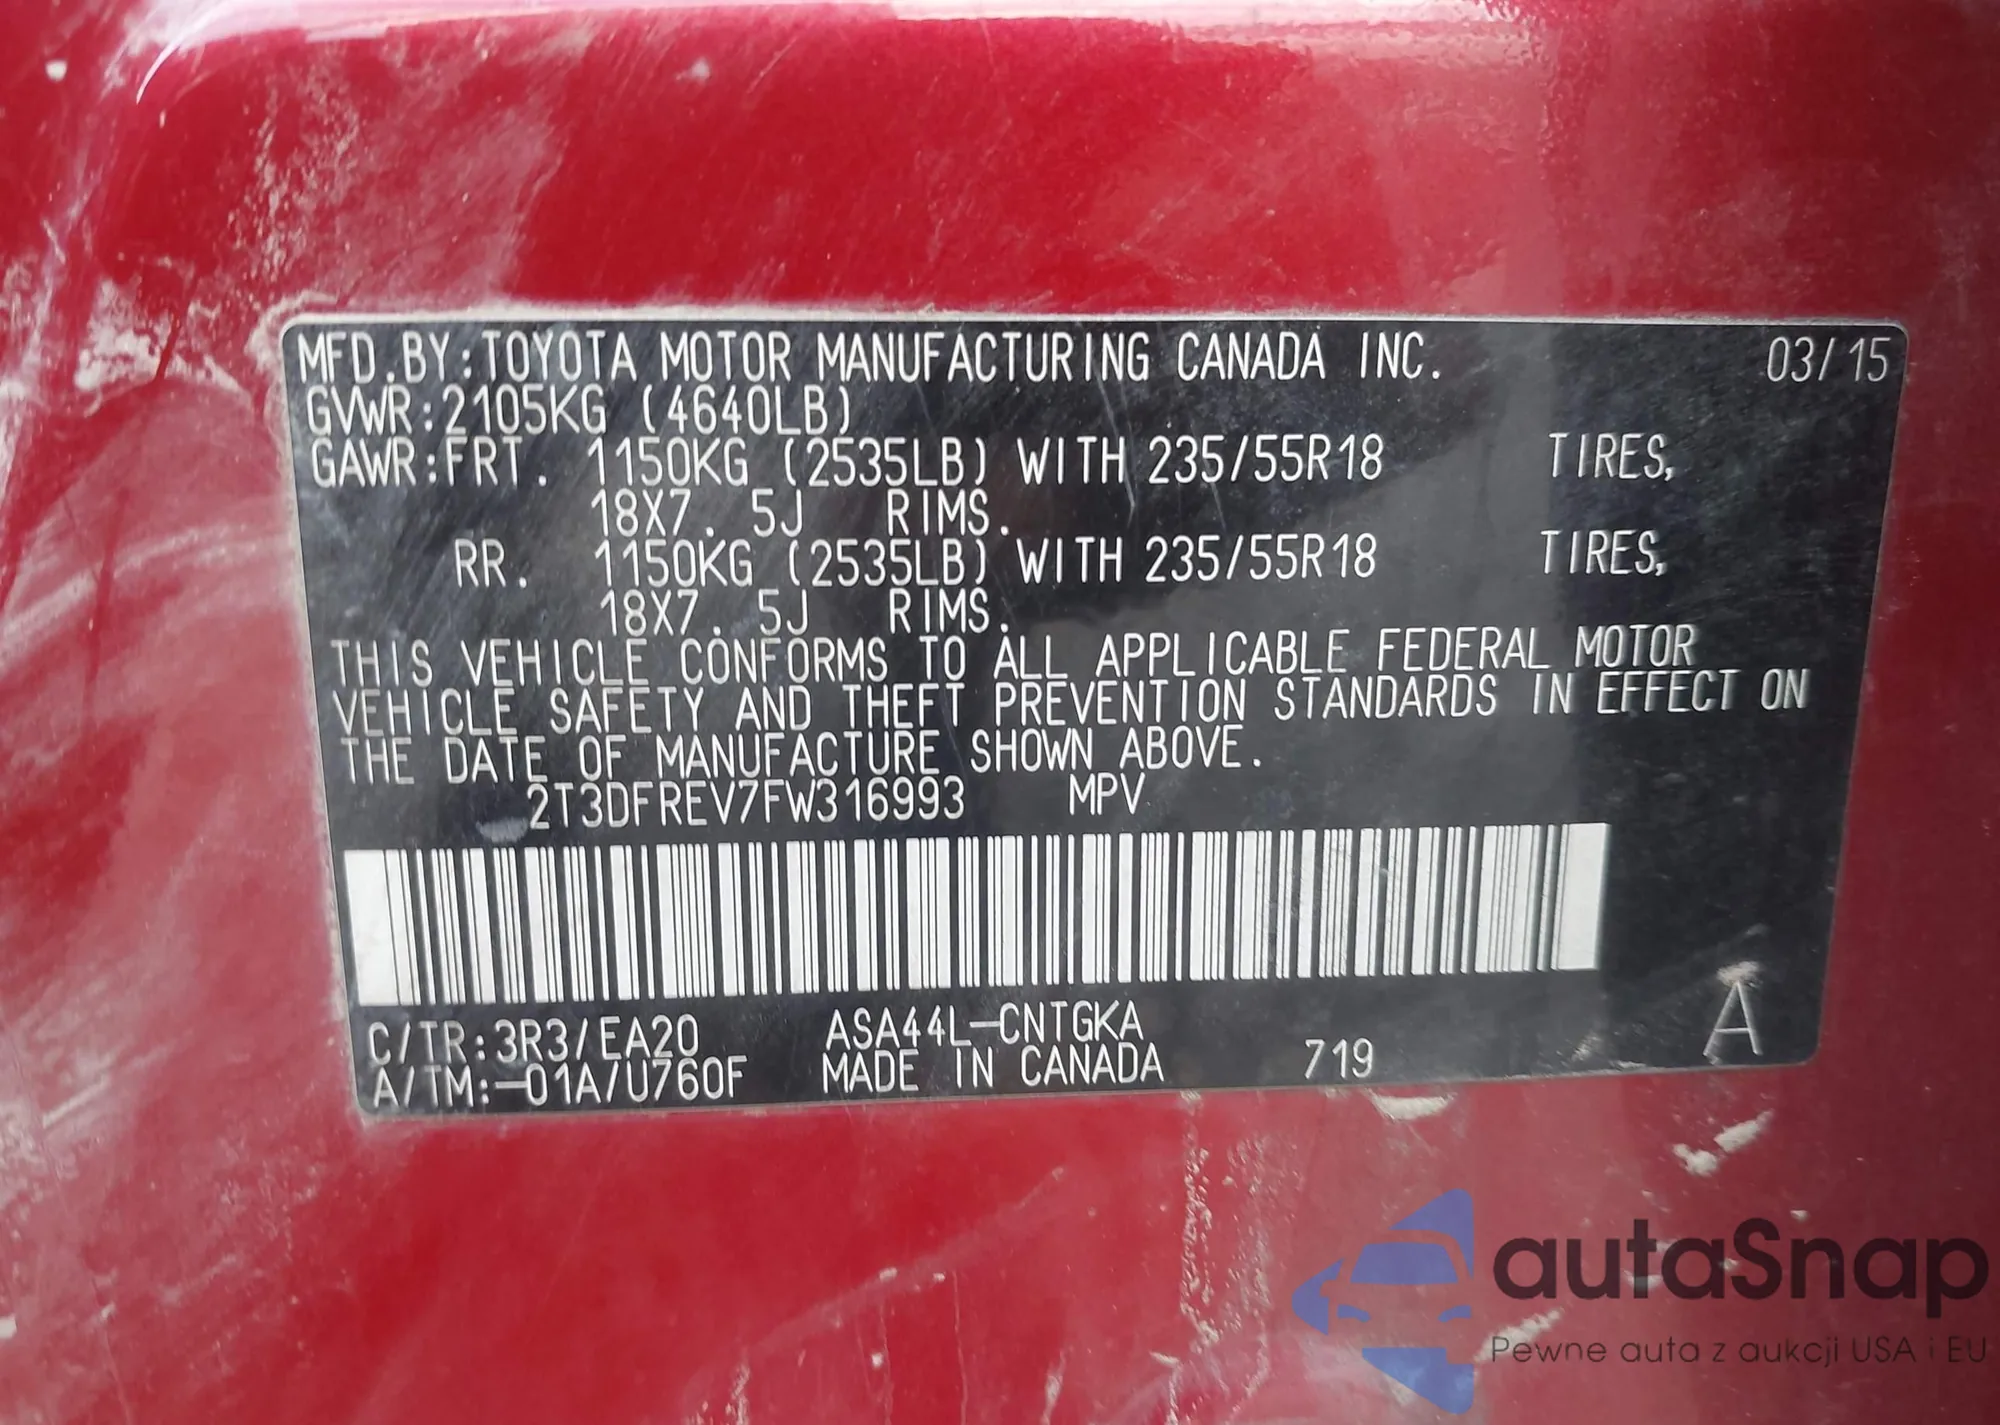 MFD.BY:TOYOTA MOTOR MANUFACTURING CANADA INC. 03/15
GVWR:2105KG (4640LB)
GAWR:FRT. 1150KG (2535LB) WITH 235/55R18 TIRES,
18X7.5J RIMS.
RR. 1150KG (2535LB) WITH 235/55R18 TIRES,
18X7.5J RIMS.
THIS VEHICLE CONFORMS TO ALL APPLICABLE FEDERAL MOTOR
VEHICLE SAFETY AND THEFT PREVENTION STANDARDS IN EFFECT ON
THE DATE OF MANUFACTURE SHOWN ABOVE.
2T3DFREV7FW316993 MPV
C/TR:3R3/EA20 ASA44L-CNTGKA
A/TM:-01A/U760F MADE IN CANADA 719 A
autaSnap
Pewne auta z aukcji USA i EU